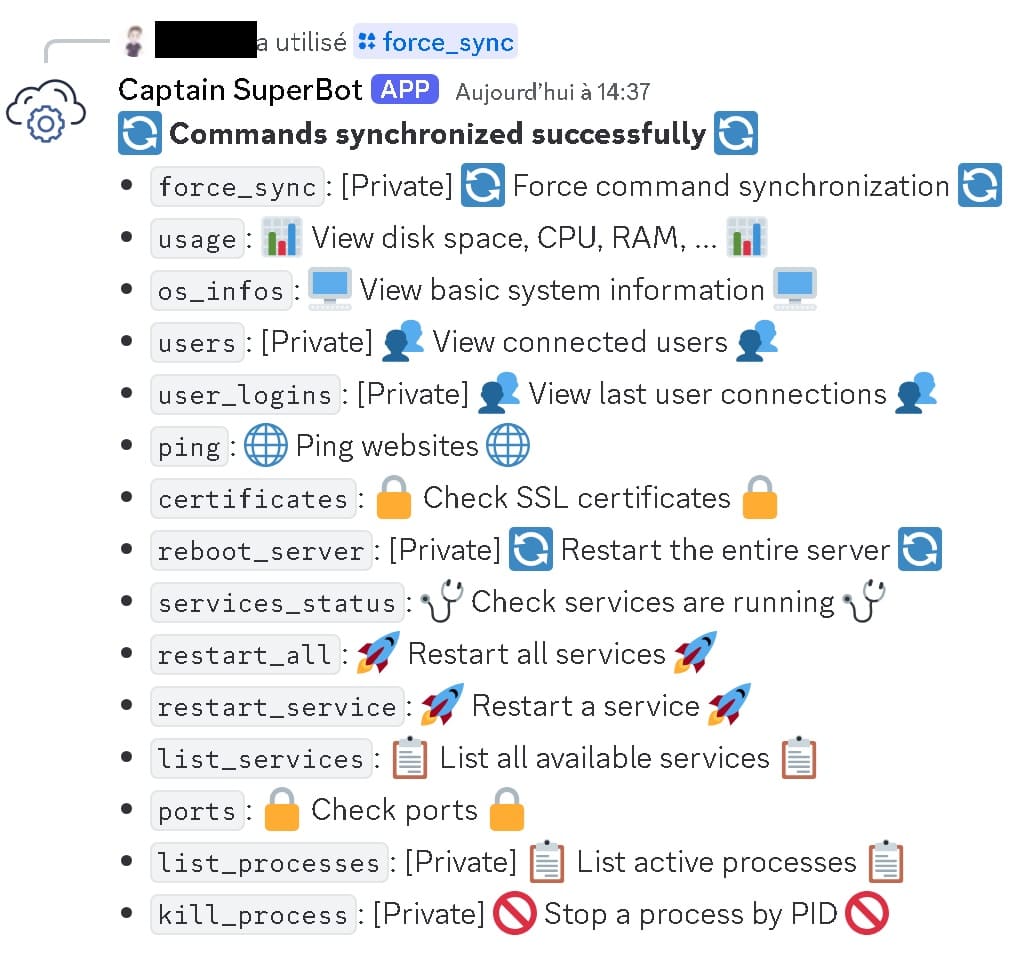 a utilisé force_sync
Captain SuperBot APP Aujourd'hui à 14:37
Commands synchronized successfully
force_sync: [Private] Force command synchronization
usage: View disk space, CPU, RAM, ...
os_infos: View basic system information
users: [Private] View connected users
user_logins: [Private] View last user connections
ping: Ping websites
certificates: Check SSL certificates
reboot_server: [Private] Restart the entire server
services_status: Check services are running
restart_all: Restart all services
restart_service: Restart a service
list_services: List all available services
ports: Check ports
list_processes: [Private] List active processes
kill_process: [Private] Stop a process by PID